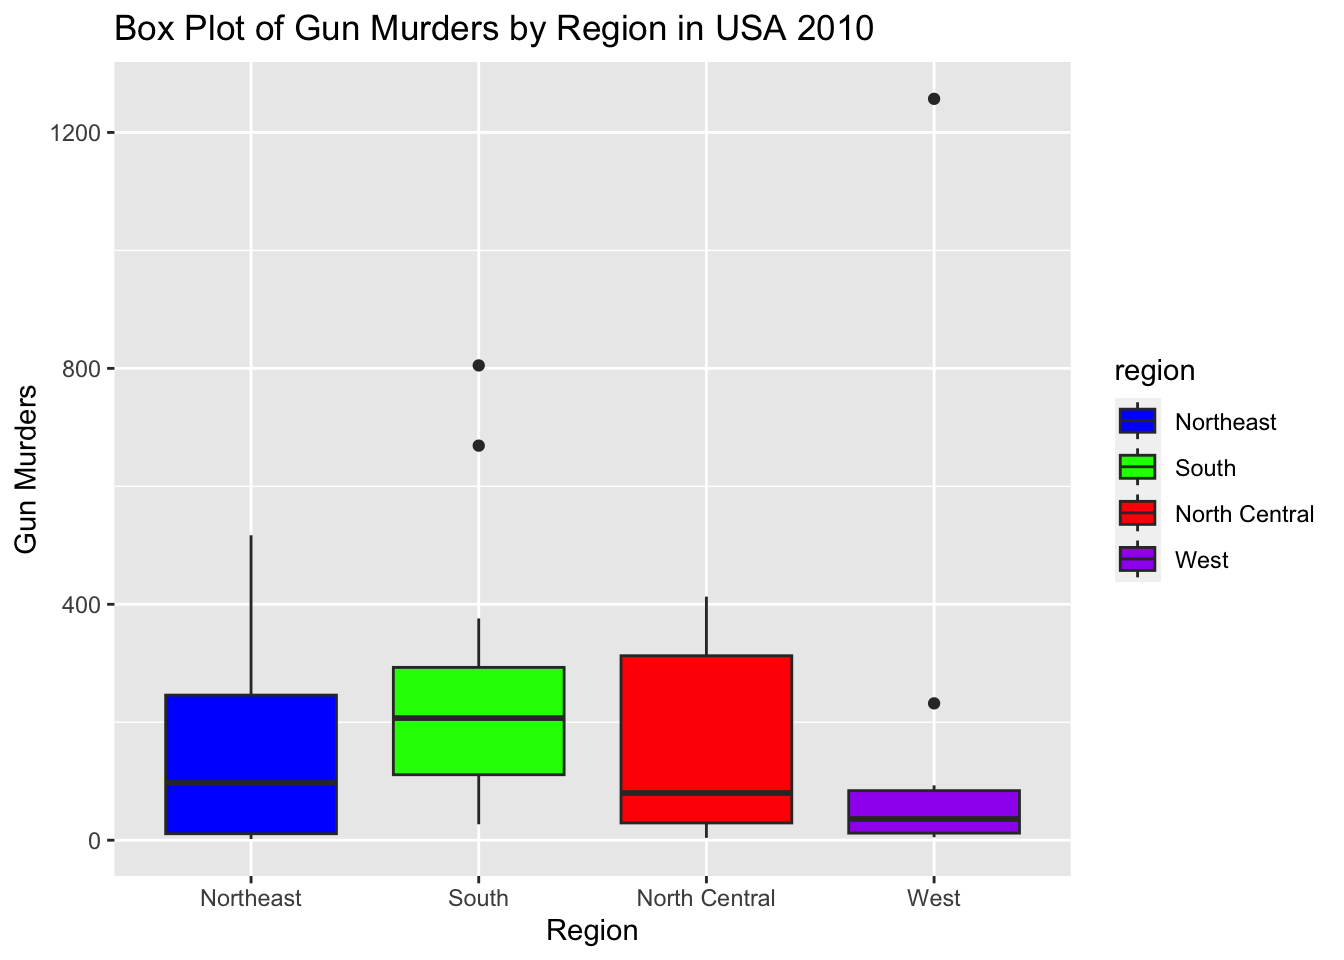 Box Plot of Gun Murders by Region in USA 2010
1200
800
400
0
Gun Murders
Northeast South North Central West
Region
region
Northeast
South
North Central
West